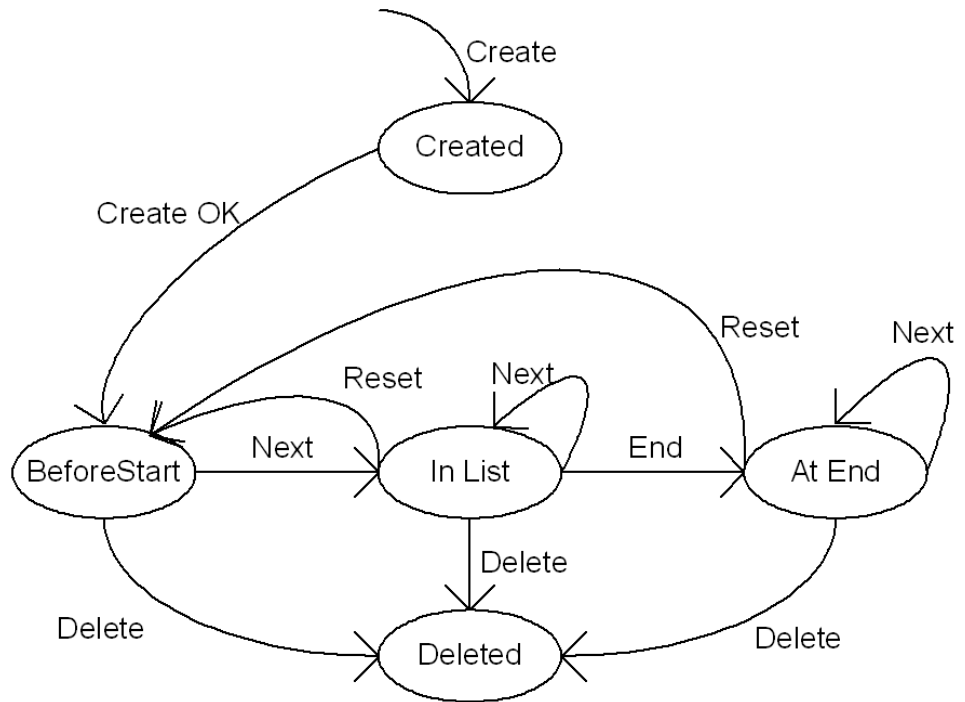 Create
Created
Create OK
Reset
Next
Reset
Next
BeforeStart
Next
In List
End
At End
Delete
Delete
Delete
Deleted